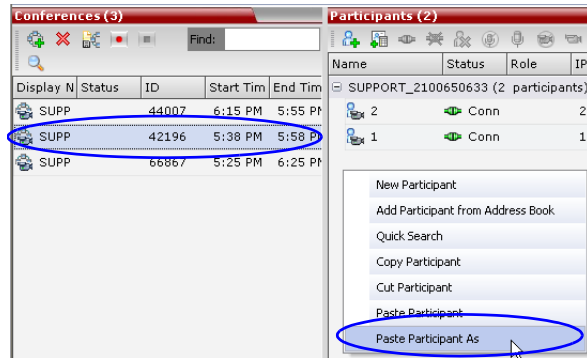 Conferences (3)
Find:
Display N Status ID Start Tim End Tim
SUPP 44007 6:15 PM 5:55 PM
SUPP 42196 5:38 PM 5:58 PM
SUPP 66867 5:25 PM 6:25 PM
Participants (2)
Name Status Role IP
SUPPORT_2100650633 (2 participants)
2 Conn 2
1 Conn 1
New Participant
Add Participant from Address Book
Quick Search
Copy Participant
Cut Participant
Paste Participant
Paste Participant As